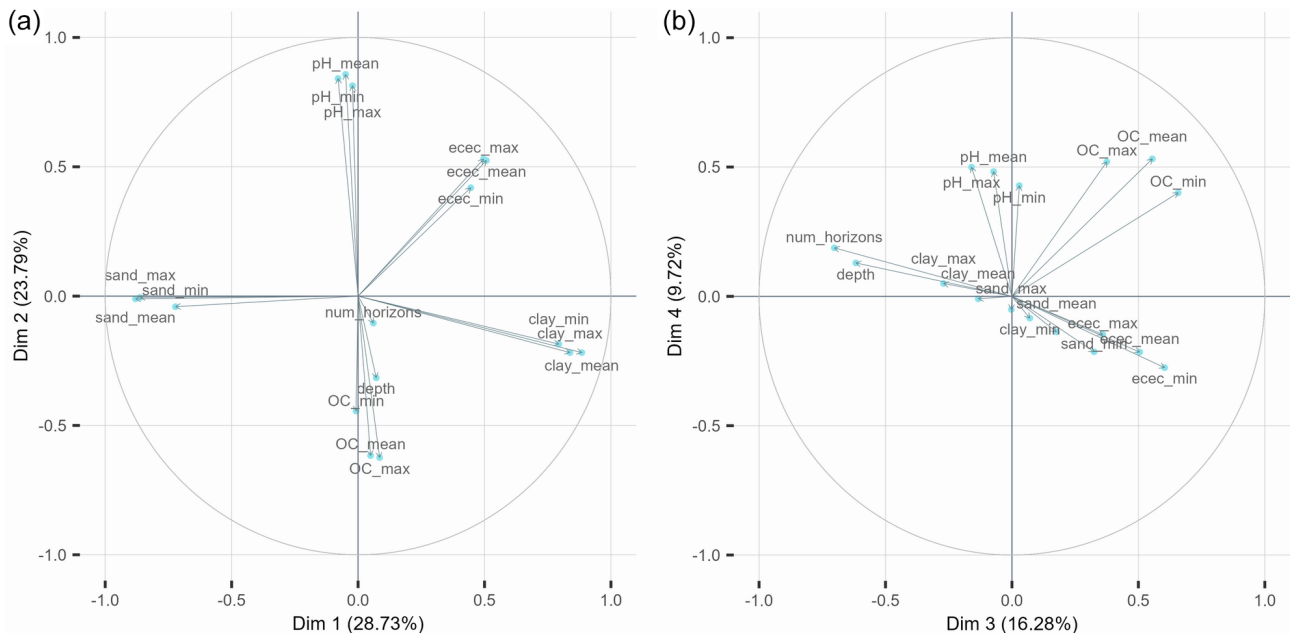 (a)
1.0
0.5
0.0
-0.5
-1.0
-1.0
-0.5
0.0
0.5
1.0
Dim 2 (23.79%)
Dim 1 (28.73%)
pH_mean
pH_min
pH_max
ecec_max
ecec_mean
ecec_min
sand_max
sand_min
sand_mean
num_horizons
clay_min
clay_max
clay_mean
depth
OC_min
OC_mean
OC_max
(b)
1.0
0.5
0.0
-0.5
-1.0
-1.0
-0.5
0.0
0.5
1.0
Dim 4 (9.72%)
Dim 3 (16.28%)
OC_mean
OC_max
OC_min
pH_mean
pH_max
pH_min
num_horizons
depth
clay_max
clay_mean
sand_max
sand_mean
clay_min
ecec_max
sand_min
ecec_mean
ecec_min